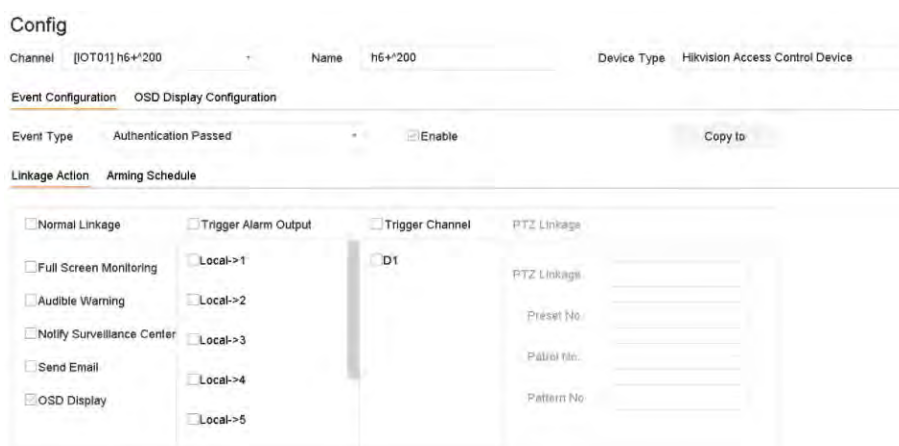 Config
Channel [IOT01] h6+^200 Name h6+^200 Device Type Hikvision Access Control Device
Event Configuration OSD Display Configuration
Event Type Authentication Passed Enable Copy to
Linkage Action Arming Schedule
Normal Linkage Trigger Alarm Output Trigger Channel PTZ Linkage
Full Screen Monitoring Local->1 D1 PTZ Linkage
Audible Warning Local->2 Preset No.
Notify Surveillance Center Local->3 Patrol No.
Send Email Local->4 Pattern No
OSD Display Local->5